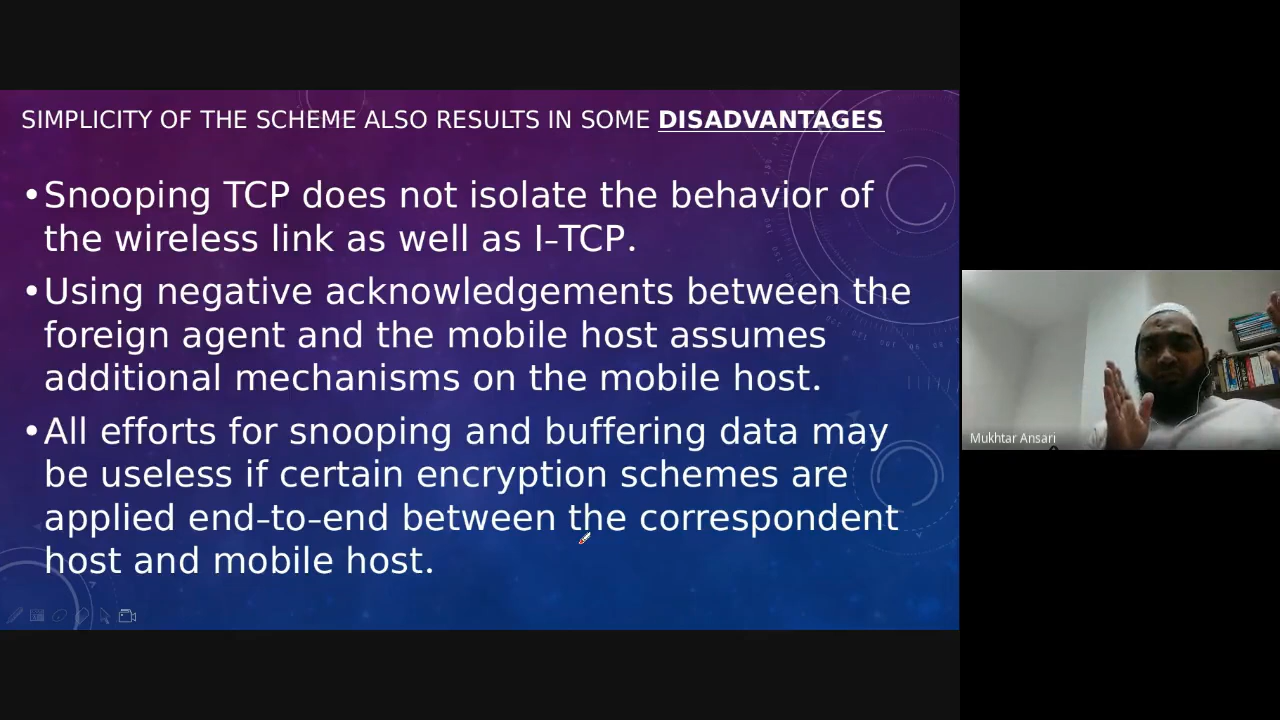 SIMPLICITY OF THE SCHEME ALSO RESULTS IN SOME DISADVANTAGES
•Snooping TCP does not isolate the behavior of
the wireless link as well as I-TCP.
•Using negative acknowledgements between the
foreign agent and the mobile host assumes
additional mechanisms on the mobile host.
•All efforts for snooping and buffering data may
be useless if certain encryption schemes are
applied end-to-end between the correspondent
host and mobile host.
Mukhtar Ansari